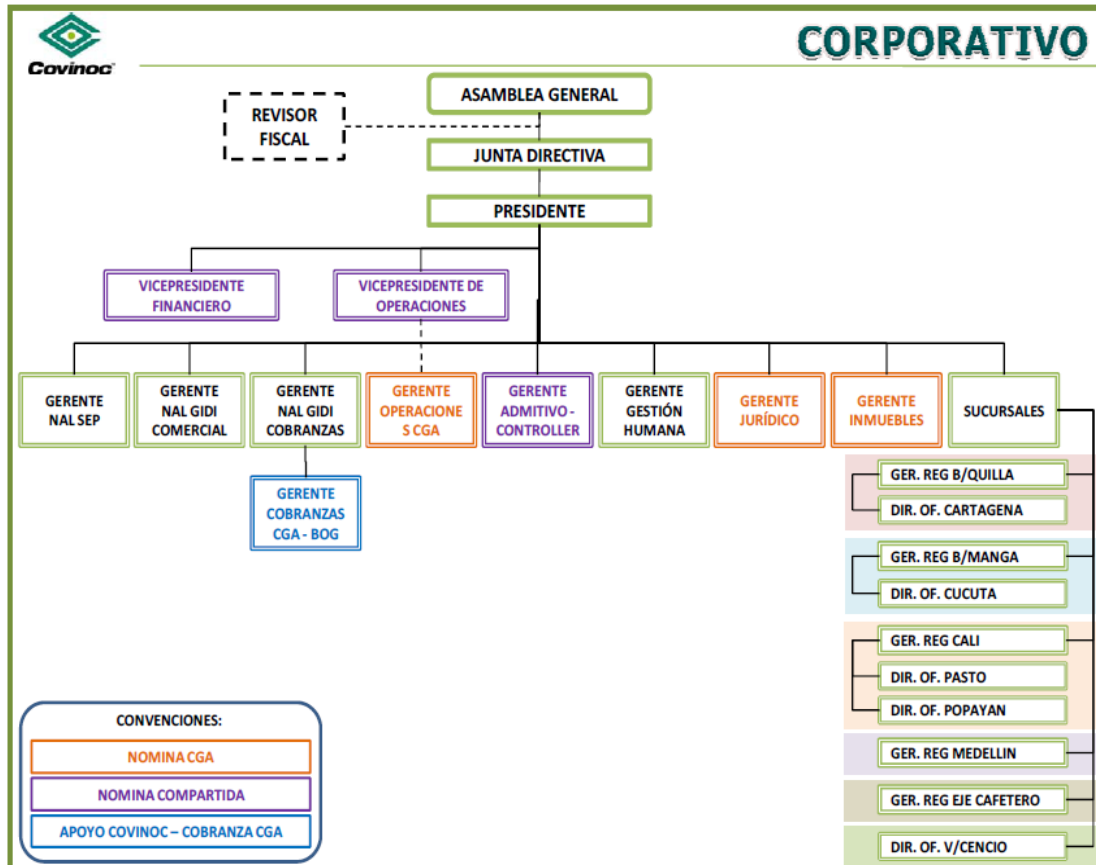 Covinoc
CORPORATIVO
ASAMBLEA GENERAL
REVISOR
FISCAL
JUNTA DIRECTIVA
PRESIDENTE
VICEPRESIDENTE
FINANCIERO
VICEPRESIDENTE DE
OPERACIONES
GERENTE
NAL SEP
GERENTE
NAL GIDI
COMERCIAL
GERENTE
NAL GIDI
COBRANZAS
GERENTE
OPERACIONE
S CGA
GERENTE
ADMITIVO -
CONTROLLER
GERENTE
GESTIÓN
HUMANA
GERENTE
JURÍDICO
GERENTE
INMUEBLES
SUCURSALES
GERENTE
COBRANZAS
CGA - BOG
GER. REG B/QUILLA
DIR. OF. CARTAGENA
GER. REG B/MANGA
DIR. OF. CUCUTA
GER. REG CALI
DIR. OF. PASTO
DIR. OF. POPAYAN
GER. REG MEDELLIN
GER. REG EJE CAFETERO
DIR. OF. V/CENCIO
CONVENCIONES:
NOMINA CGA
NOMINA COMPARTIDA
APOYO COVINOC – COBRANZA CGA